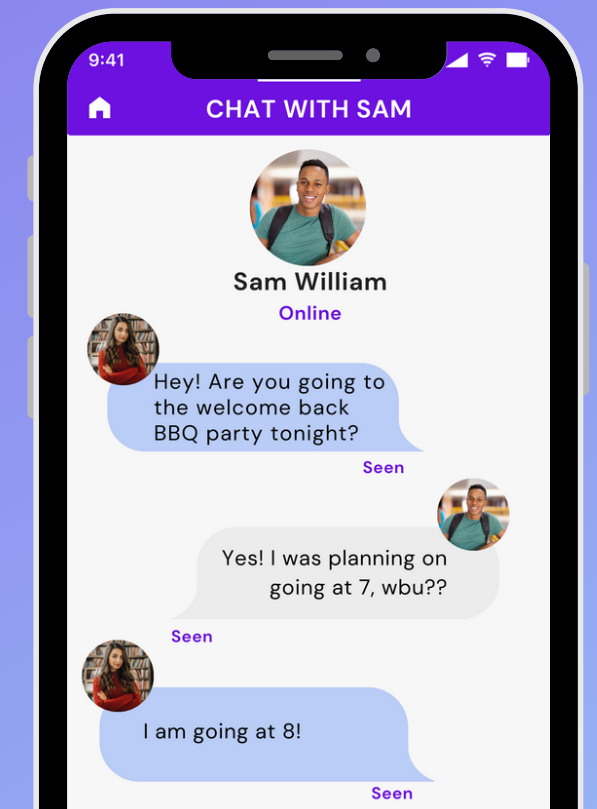 9:41
CHAT WITH SAM
Sam William
Online
Hey! Are you going to
the welcome back
BBQ party tonight?
Seen
Yes! I was planning on
going at 7, wbu??
Seen
I am going at 8!
Seen